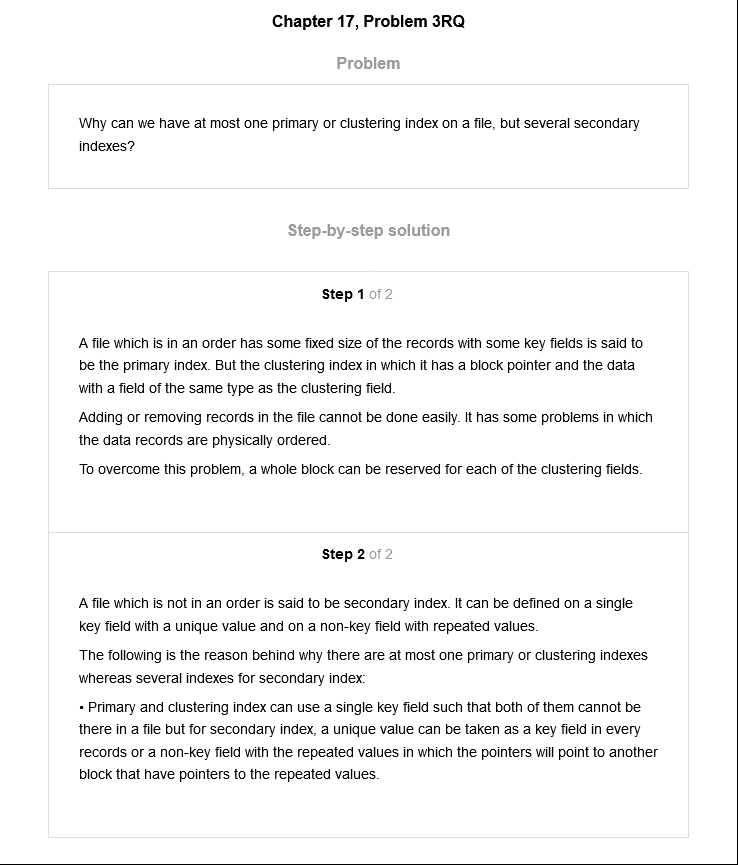 Chapter 17, Problem 3RQ
Problem
Why can we have at most one primary or clustering index on a file, but several secondary
indexes?
Step-by-step solution
Step 1 of 2
A file which is in an order has some fixed size of the records with some key fields is said to
be the primary index. But the clustering index in which it has a block pointer and the data
with a field of the same type as the clustering field.
Adding or removing records in the file cannot be done easily. It has some problems in which
the data records are physically ordered.
To overcome this problem, a whole block can be reserved for each of the clustering fields.
Step 2 of 2
A file which is not in an order is said to be secondary index. It can be defined on a single
key field with a unique value and on a non-key field with repeated values.
The following is the reason behind why there are at most one primary or clustering indexes
whereas several indexes for secondary index:
• Primary and clustering index can use a single key field such that both of them cannot be
there in a file but for secondary index, a unique value can be taken as a key field in every
records or a non-key field with the repeated values in which the pointers will point to another
block that have pointers to the repeated values.